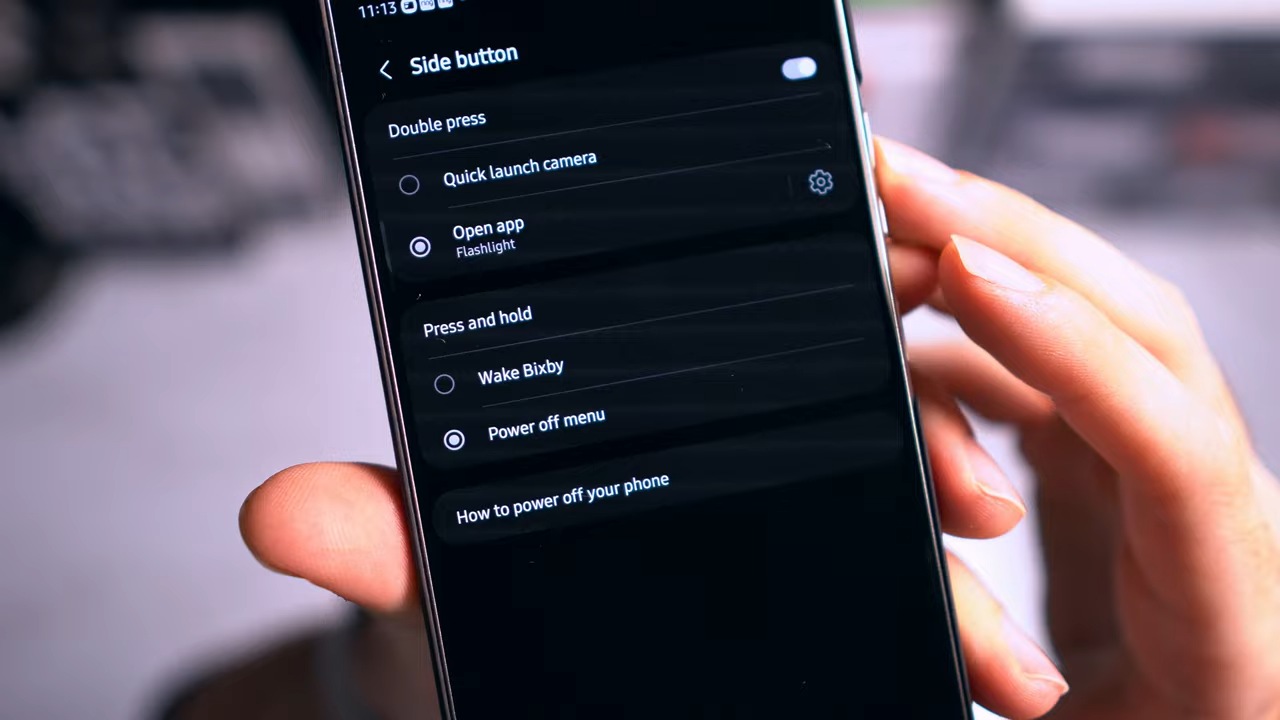 11:13
Side button
Double press
Quick launch camera
Open app
Flashlight
Press and hold
Wake Bixby
Power off menu
How to power off your phone